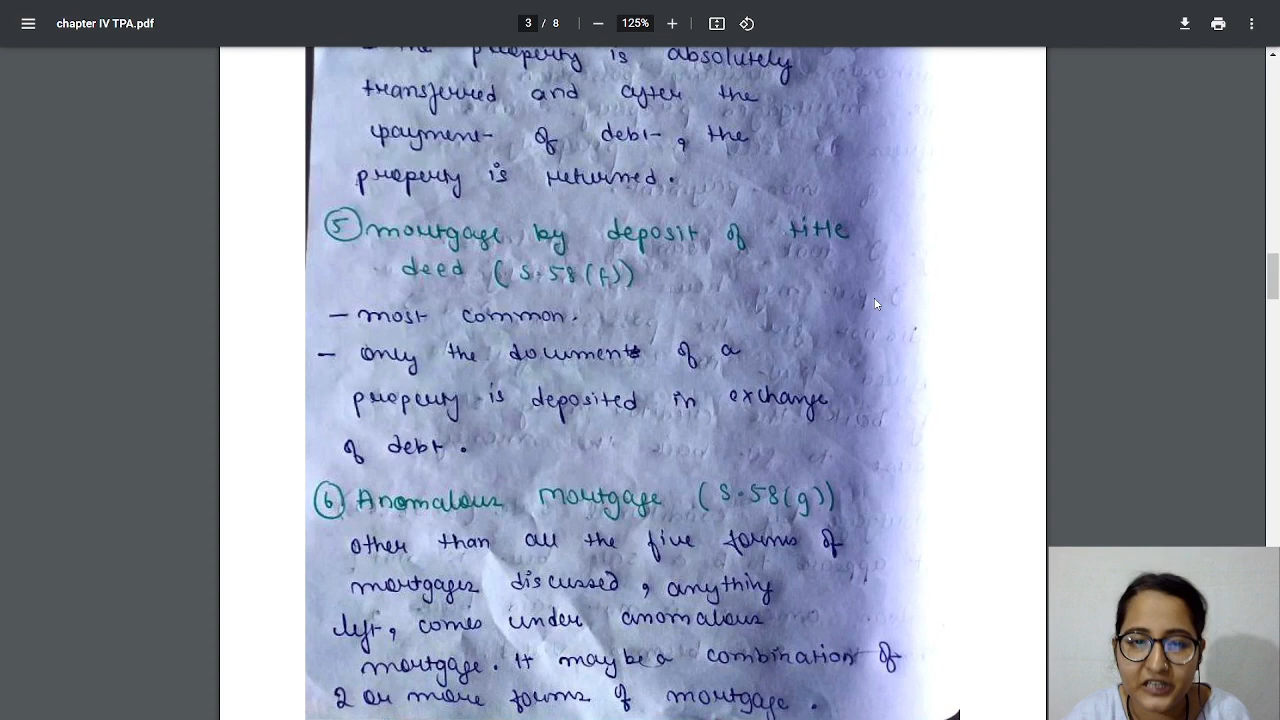 chapter IV TPA.pdf
3 / 8
125%
- The property is absolutely
transferred and after the
payment of debt, the
property is returned.
5 mortgage by deposit of title
deed (S.58(f))
- most common.
- only the document of a
property is deposited in exchange
of debt.
6 Anomalous mortgage (S.58(g))
other than all the five forms of
mortgages discussed, anything
left, comes under anomalous
mortgage. It may be a combination of
2 or more forms of mortgage.